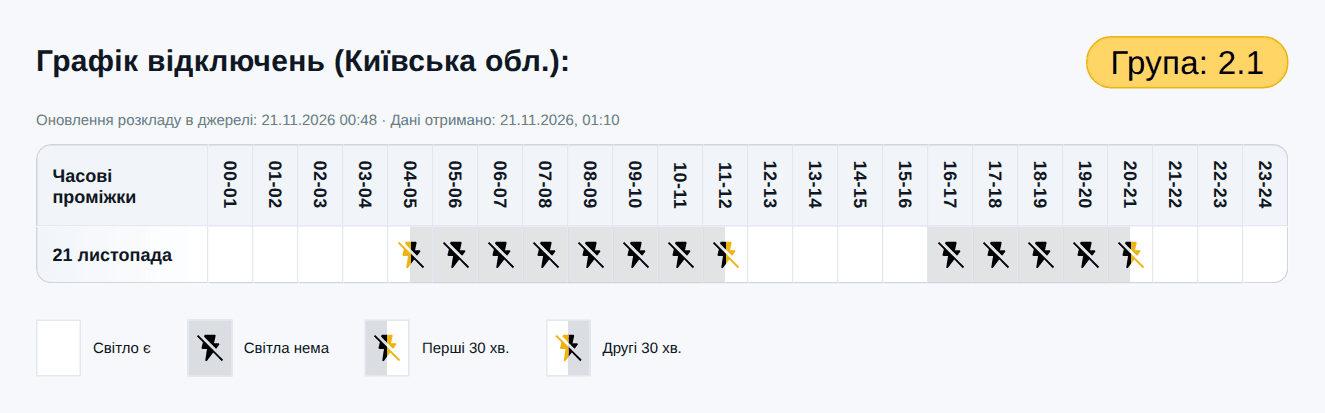 Графік відключень (Київська обл.):
Група: 2.1
Оновлення розкладу в джерелі: 21.11.2026 00:48 · Дані отримано: 21.11.2026, 01:10
Часові
проміжки
00-01
01-02
02-03
03-04
04-05
05-06
06-07
07-08
08-09
09-10
10-11
11-12
12-13
13-14
14-15
15-16
16-17
17-18
18-19
19-20
20-21
21-22
22-23
23-24
21 листопада
Світло є
Світла нема
Перші 30 хв.
Другі 30 хв.